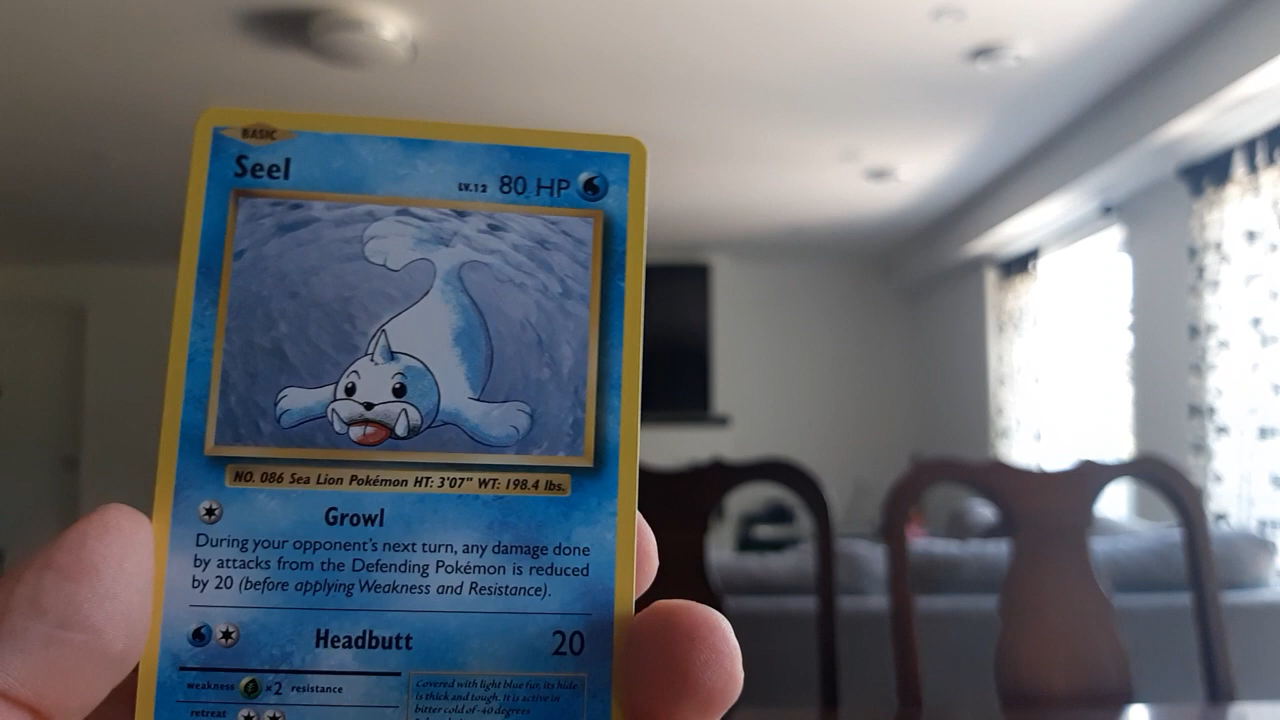 BASIC
Seel
LV.12 80 HP
NO. 086 Sea Lion Pokémon HT: 3'07" WT: 198.4 lbs.
Growl
During your opponent's next turn, any damage done
by attacks from the Defending Pokémon is reduced
by 20 (before applying Weakness and Resistance).
Headbutt 20
weakness ×2 resistance
retreat
Covered with light blue fur, its hide
is thick and tough. It is active in
bitter cold of -40 degrees